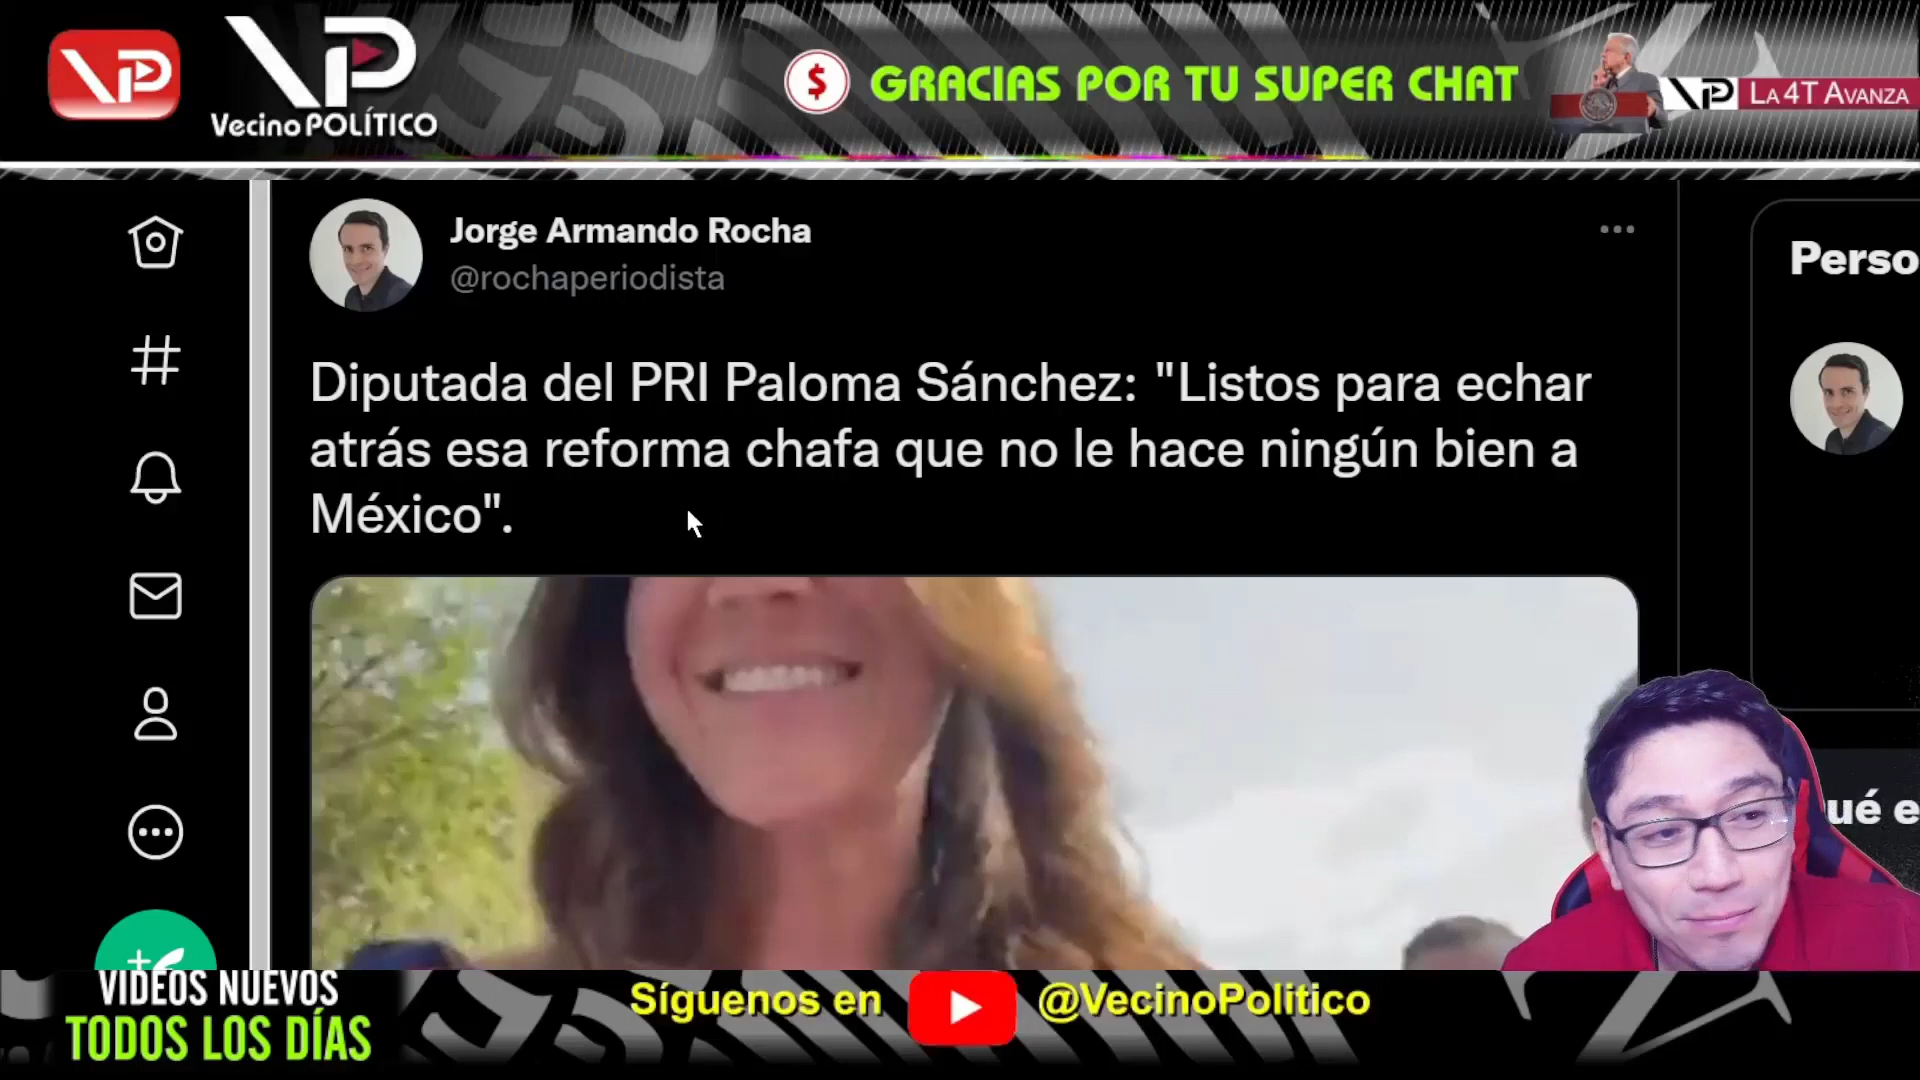 VP
Vecino POLÍTICO
$ GRACIAS POR TU SUPER CHAT
VP LA 4T AVANZA
Jorge Armando Rocha
@rochaperiodista
Diputada del PRI Paloma Sánchez: "Listos para echar
atrás esa reforma chafa que no le hace ningún bien a
México".
Perso
ué e
VIDEOS NUEVOS
TODOS LOS DÍAS
Síguenos en
@VecinoPolitico